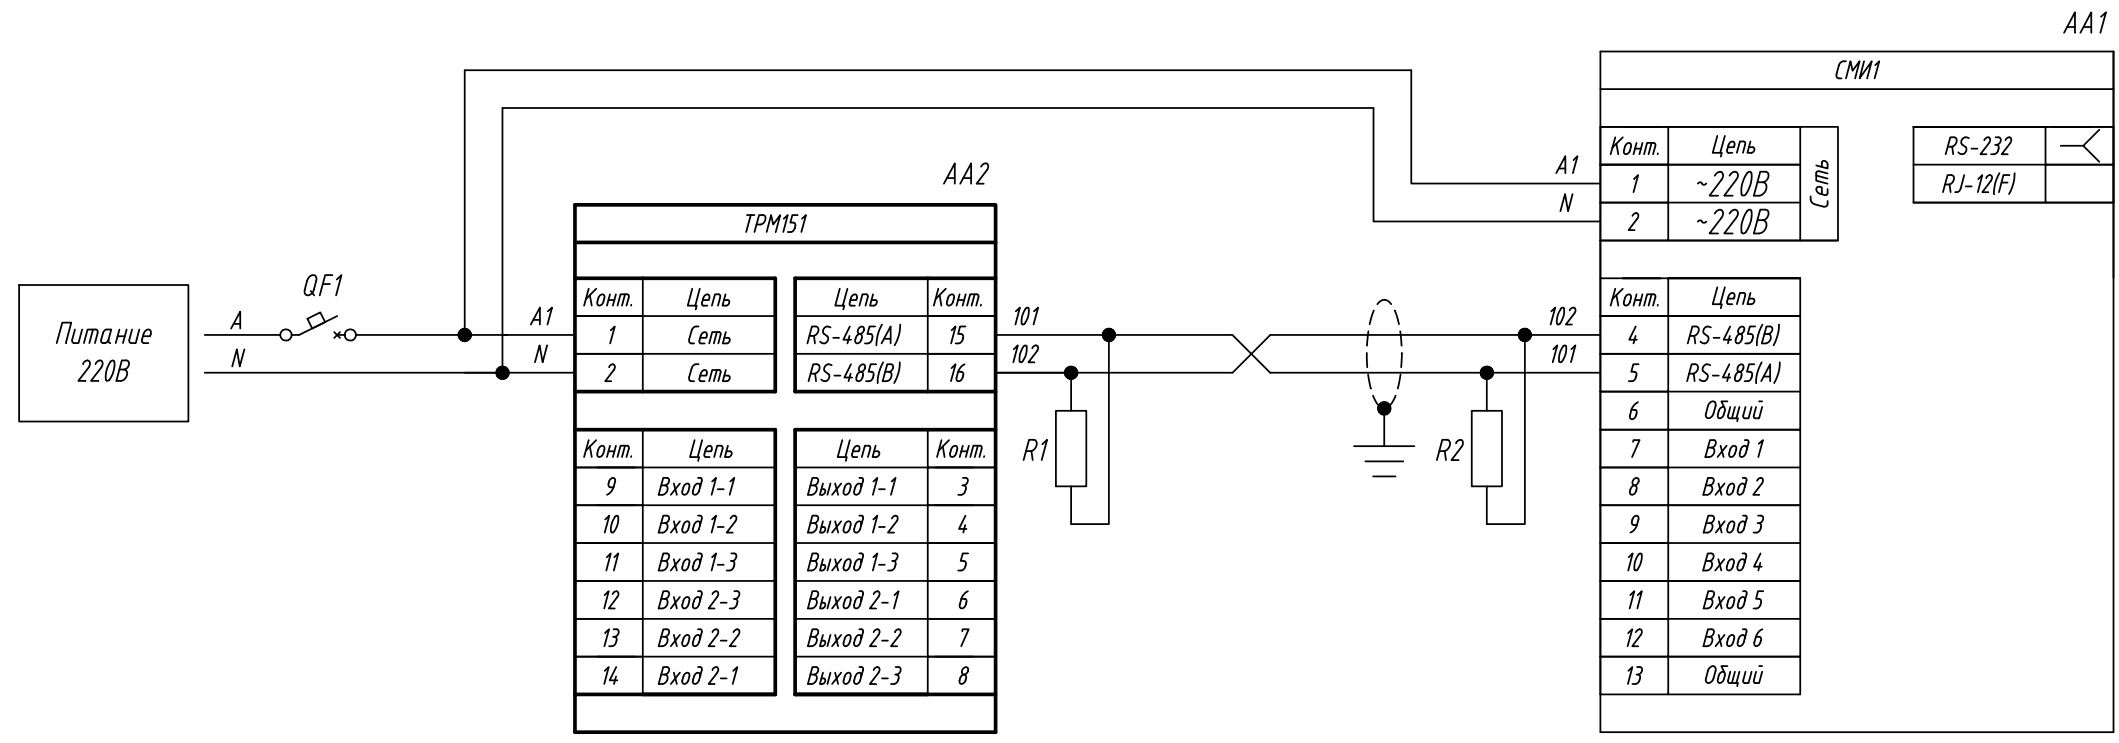 AA1
СМИ1
Конт. Цепь
1 ~220В
2 ~220В
Сеть
RS-232
RJ-12(F)
A1
N
AA2
ТРМ151
Конт. Цепь Цепь Конт.
1 Сеть RS-485(A) 15
2 Сеть RS-485(B) 16
Конт. Цепь Цепь Конт.
9 Вход 1-1 Выход 1-1 3
10 Вход 1-2 Выход 1-2 4
11 Вход 1-3 Выход 1-3 5
12 Вход 2-3 Выход 2-1 6
13 Вход 2-2 Выход 2-2 7
14 Вход 2-1 Выход 2-3 8
Питание
220В
QF1
A
N
A1
N
101
102
R1
R2
102
101
Конт. Цепь
4 RS-485(B)
5 RS-485(A)
6 Общий
7 Вход 1
8 Вход 2
9 Вход 3
10 Вход 4
11 Вход 5
12 Вход 6
13 Общий